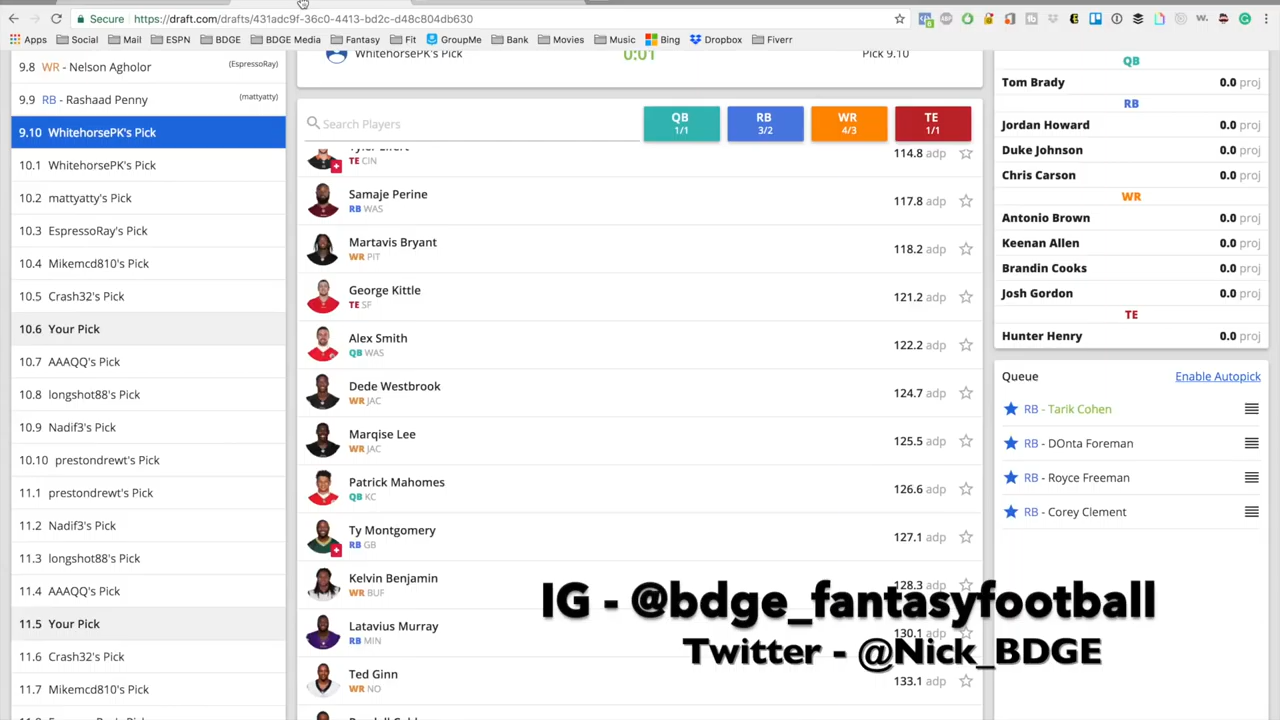 Secure
https://draft.com/drafts/431adc9f-36c0-4413-bd2c-d48c804db630
Apps Social Mail ESPN BDGE BDGE Media Fantasy Fit GroupMe Bank Movies Music Bing Dropbox Fiverr
9.8 WR - Nelson Agholor (EspressoRay)
9.9 RB - Rashaad Penny (mattyatty)
9.10 WhitehorsePK's Pick
10.1 WhitehorsePK's Pick
10.2 mattyatty's Pick
10.3 EspressoRay's Pick
10.4 Mikemcd810's Pick
10.5 Crash32's Pick
10.6 Your Pick
10.7 AAAQQ's Pick
10.8 longshot88's Pick
10.9 Nadif3's Pick
10.10 prestondrewt's Pick
11.1 prestondrewt's Pick
11.2 Nadif3's Pick
11.3 longshot88's Pick
11.4 AAAQQ's Pick
11.5 Your Pick
11.6 Crash32's Pick
11.7 Mikemcd810's Pick
WhitehorsePK's Pick 0:01 Pick 9.10
Search Players
QB 1/1
RB 3/2
WR 4/3
TE 1/1
TE CIN
114.8 adp
Samaje Perine
RB WAS
117.8 adp
Martavis Bryant
WR PIT
118.2 adp
George Kittle
TE SF
121.2 adp
Alex Smith
QB WAS
122.2 adp
Dede Westbrook
WR JAC
124.7 adp
Marqise Lee
WR JAC
125.5 adp
Patrick Mahomes
QB KC
126.6 adp
Ty Montgomery
RB GB
127.1 adp
Kelvin Benjamin
WR BUF
128.3 adp
Latavius Murray
RB MIN
130.1 adp
Ted Ginn
WR NO
133.1 adp
QB
Tom Brady 0.0 proj
RB
Jordan Howard 0.0 proj
Duke Johnson 0.0 proj
Chris Carson 0.0 proj
WR
Antonio Brown 0.0 proj
Keenan Allen 0.0 proj
Brandin Cooks 0.0 proj
Josh Gordon 0.0 proj
TE
Hunter Henry 0.0 proj
Queue Enable Autopick
RB - Tarik Cohen
RB - DOnta Foreman
RB - Royce Freeman
RB - Corey Clement
IG - @bdge_fantasyfootball
Twitter - @Nick_BDGE